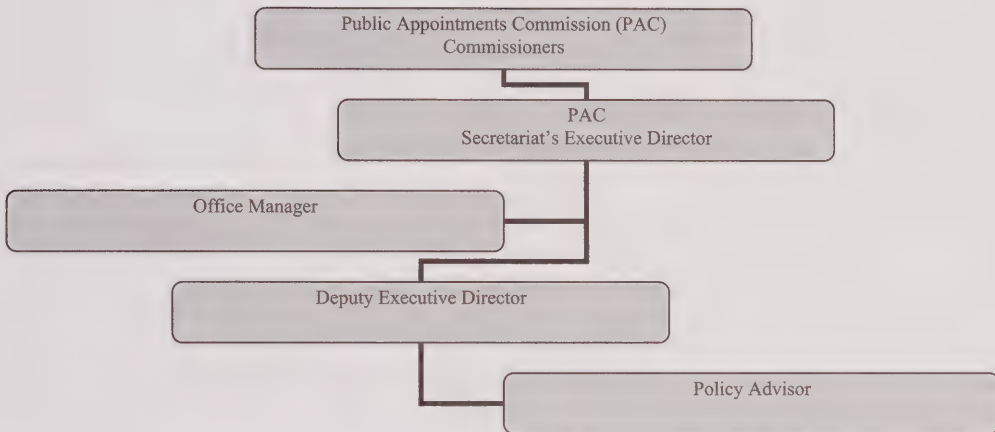 Public Appointments Commission (PAC)
Commissioners
PAC
Secretariat's Executive Director
Office Manager
Deputy Executive Director
Policy Advisor